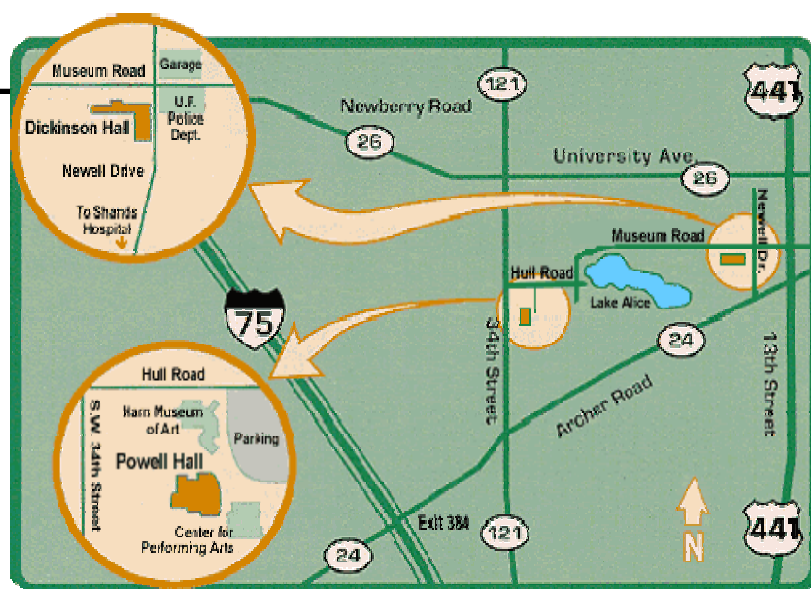 Museum Road
Garage
U.F.
Police
Dept.
Dickinson Hall
Newell Drive
To Shands
Hospital
121
441
Newberry Road
26
University Ave.
26
Newell Dr.
Museum Road
Hull Road
Lake Alice
75
24
34th Street
13th Street
Archer Road
Hull Road
S.W. 34th Street
Harn Museum
of Art
Parking
Powell Hall
Center for
Performing Arts
Exit 384
24
121
N
441